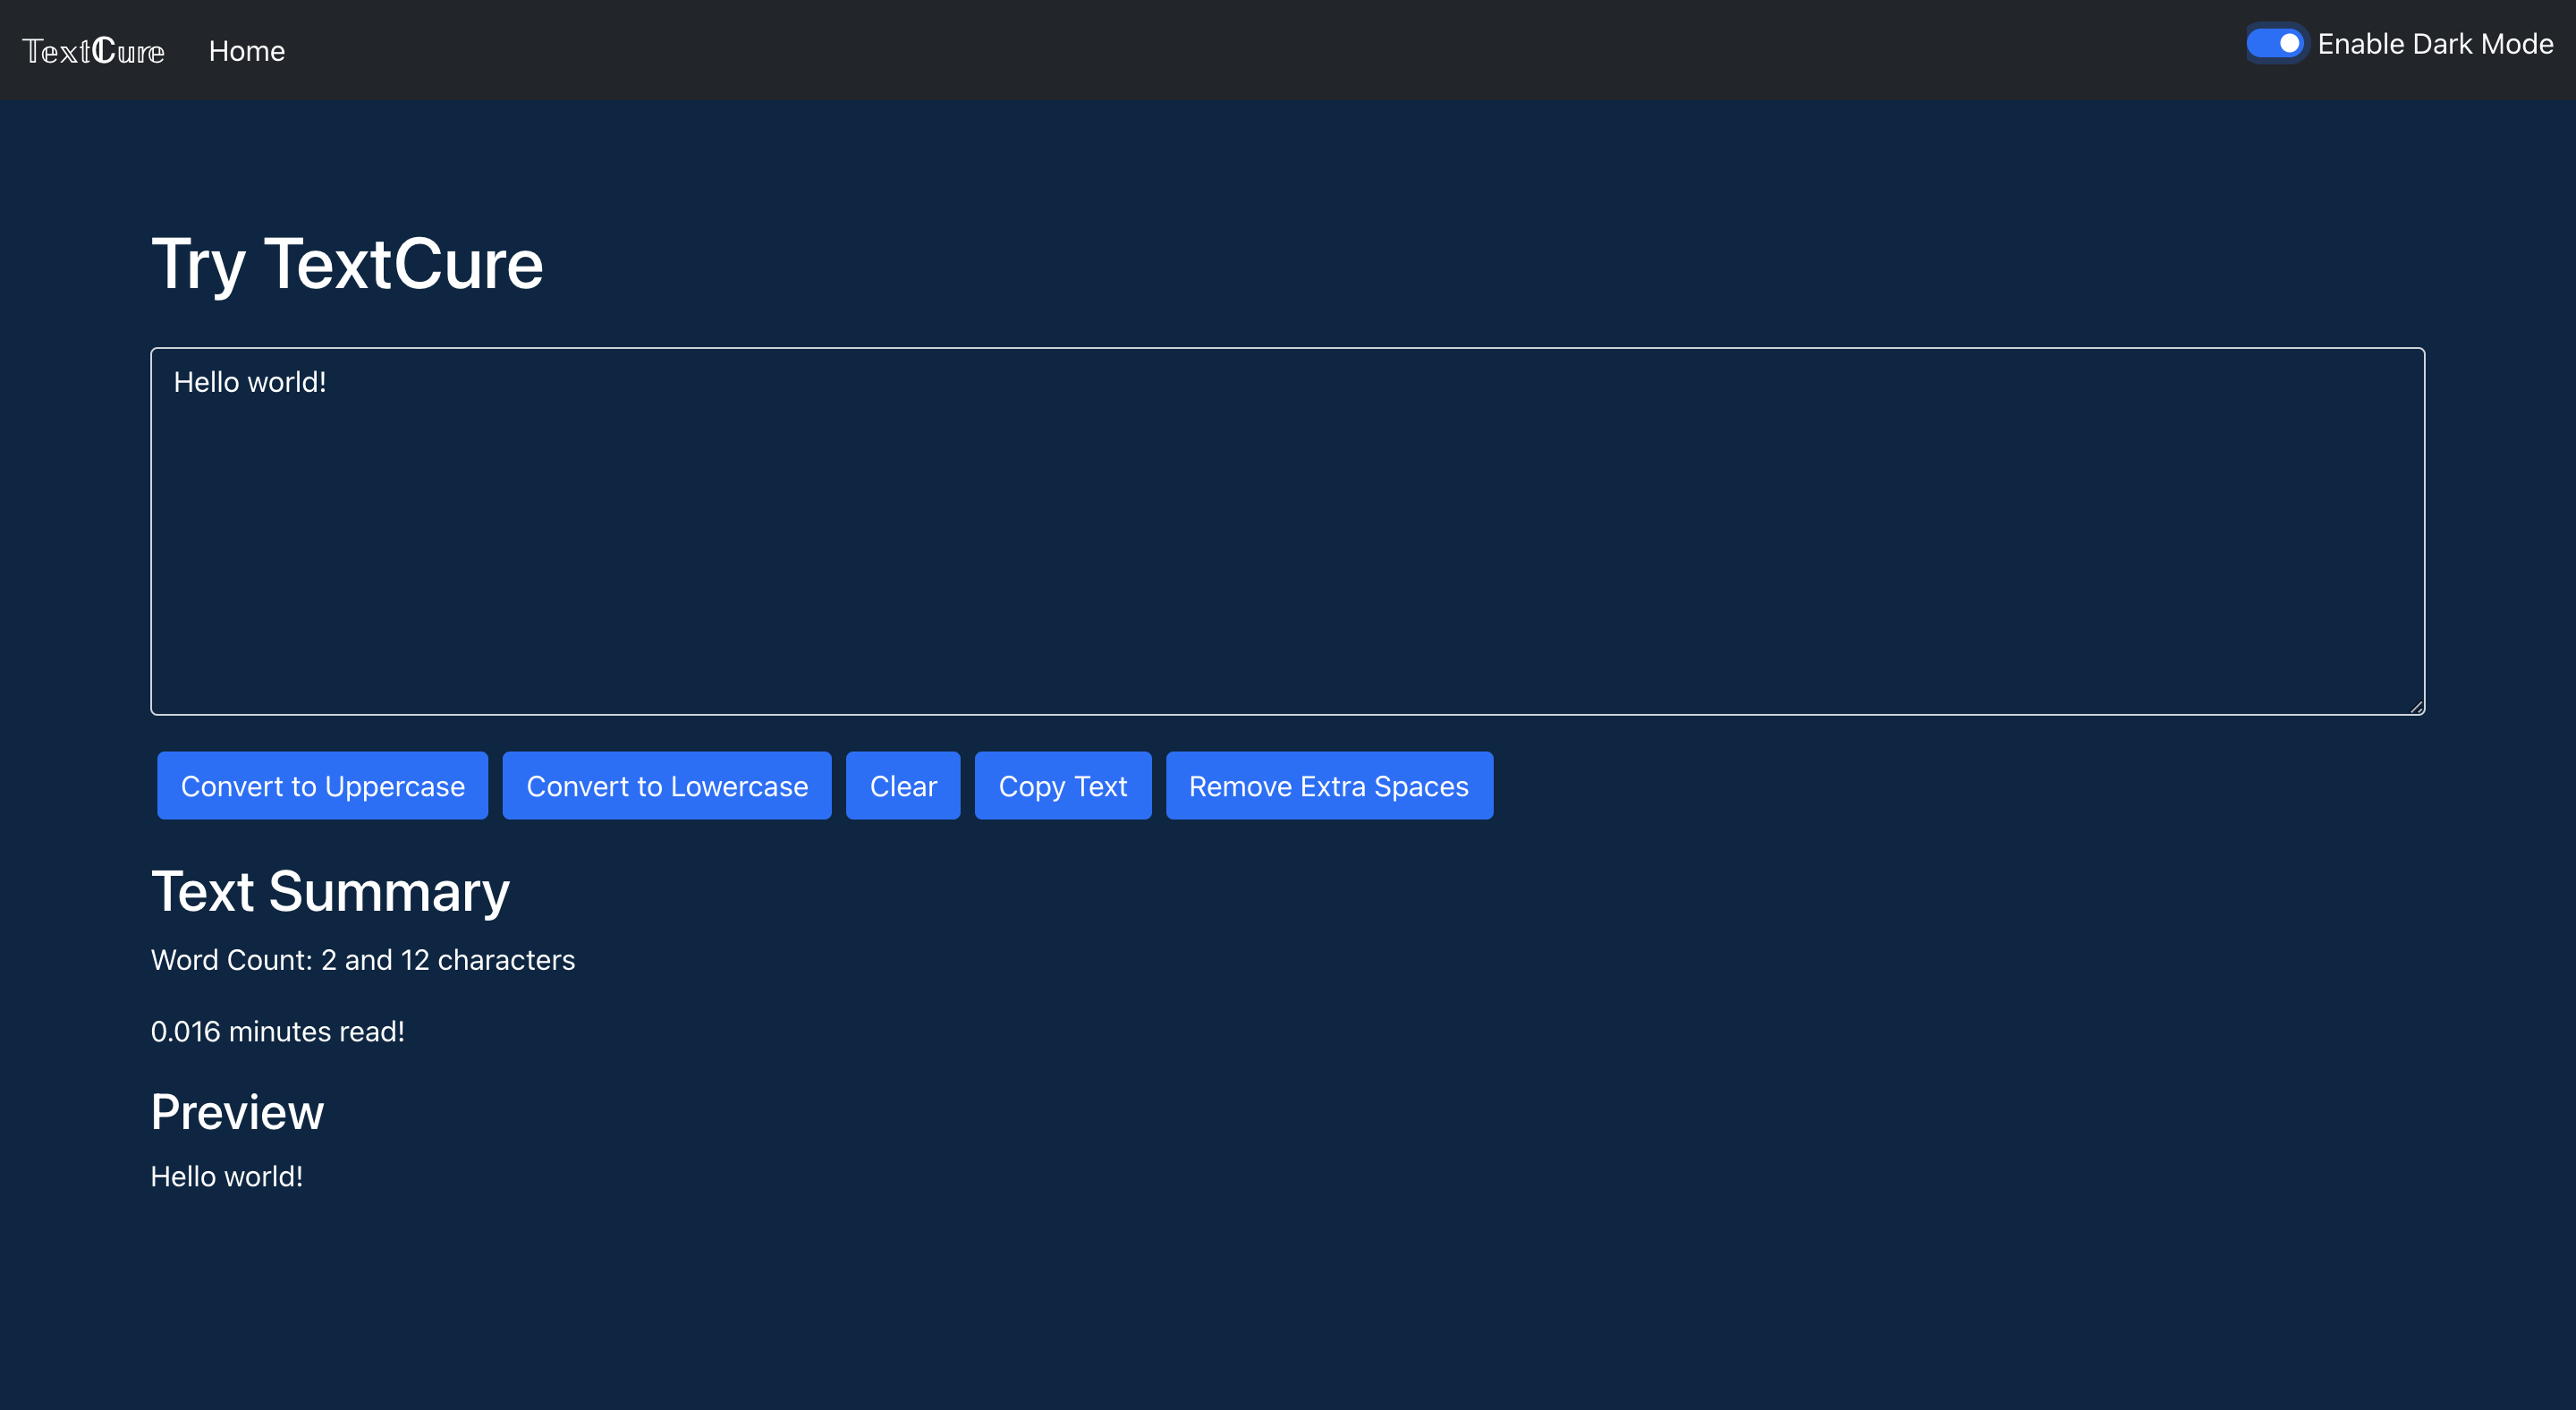 𝕋𝕖𝕩𝕥ℂ𝕦𝕣𝕖 Home Enable Dark Mode
Try TextCure
Hello world!
Convert to Uppercase Convert to Lowercase Clear Copy Text Remove Extra Spaces
Text Summary
Word Count: 2 and 12 characters
0.016 minutes read!
Preview
Hello world!